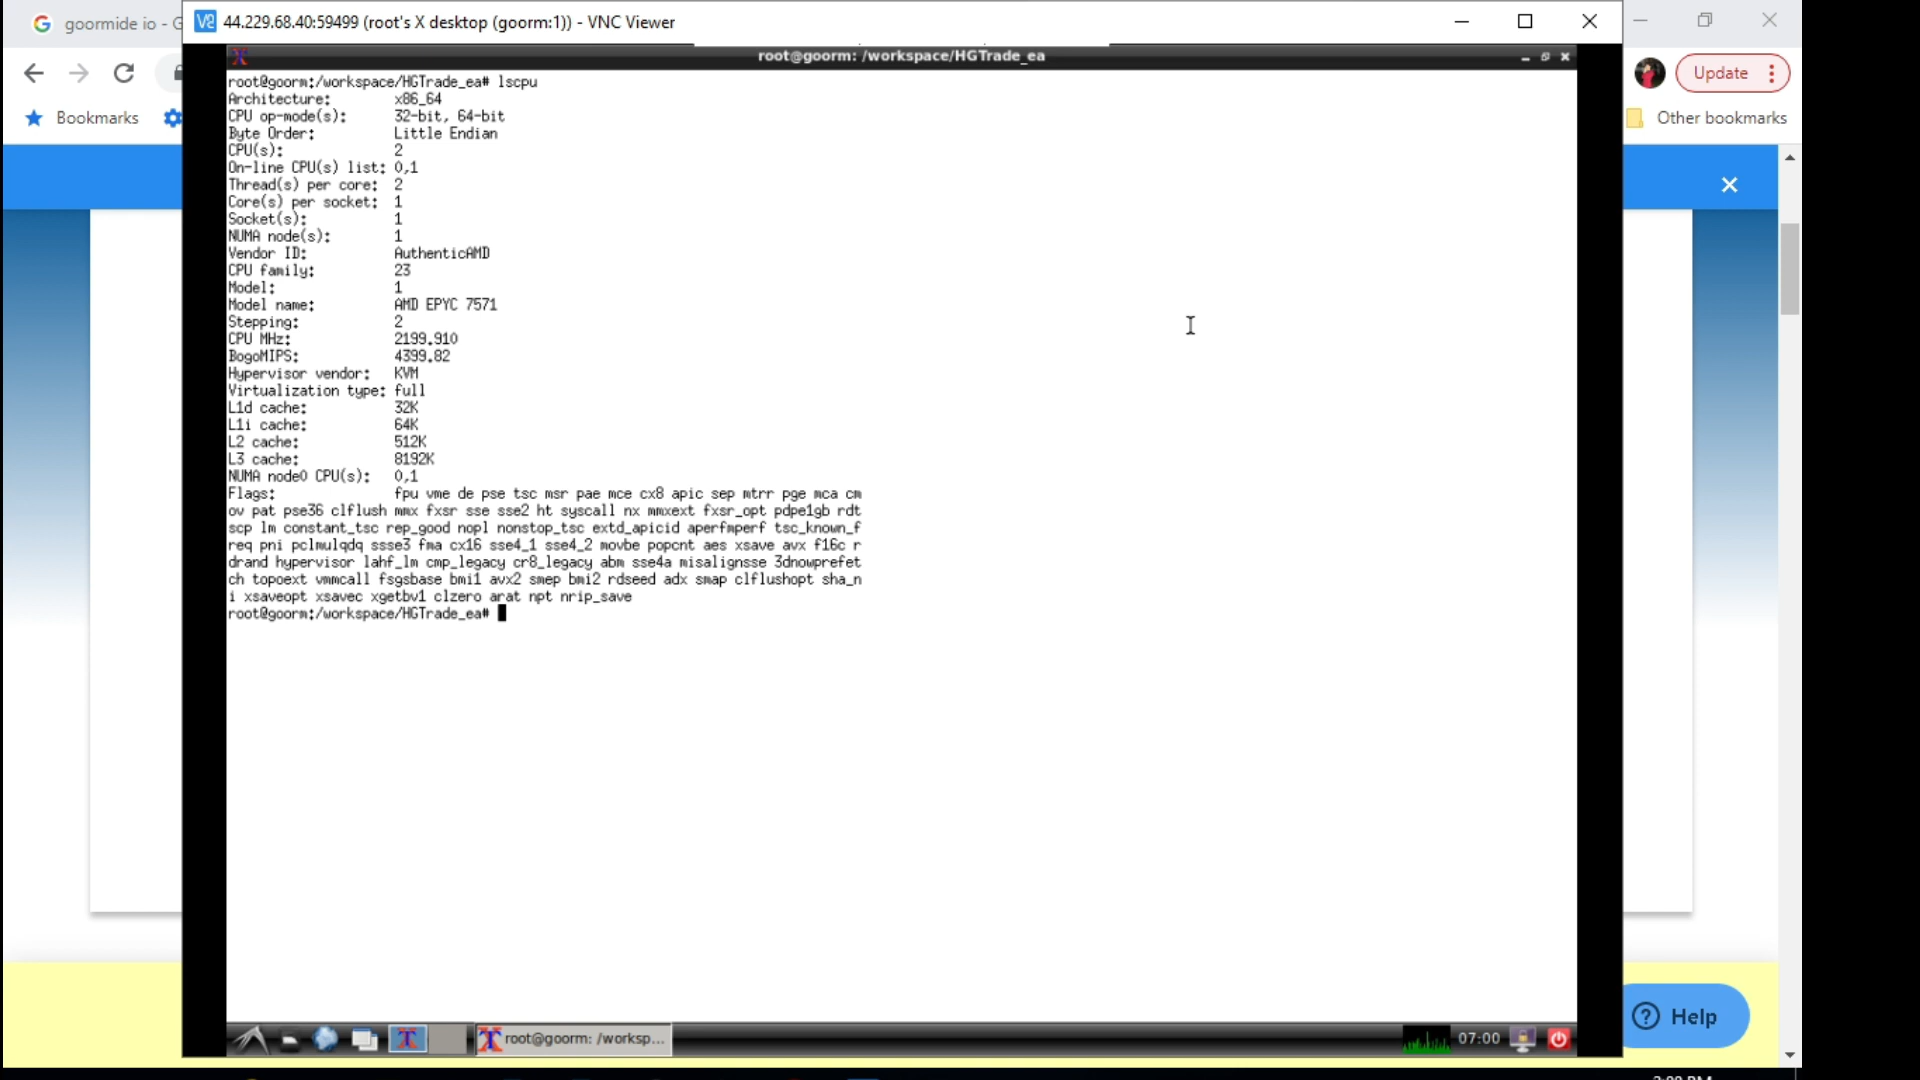 goormide io - G
44.229.68.40:59499 (root's X desktop (goorm:1)) - VNC Viewer
Update
Bookmarks
Other bookmarks
root@goorm: /workspace/HGTrade_ea
root@goorm:/workspace/HGTrade_ea# lscpu
Architecture: x86_64
CPU op-mode(s): 32-bit, 64-bit
Byte Order: Little Endian
CPU(s): 2
On-line CPU(s) list: 0,1
Thread(s) per core: 2
Core(s) per socket: 1
Socket(s): 1
NUMA node(s): 1
Vendor ID: AuthenticAMD
CPU family: 23
Model: 1
Model name: AMD EPYC 7571
Stepping: 2
CPU MHz: 2199.910
BogoMIPS: 4399.82
Hypervisor vendor: KVM
Virtualization type: full
L1d cache: 32K
L1i cache: 64K
L2 cache: 512K
L3 cache: 8192K
NUMA node0 CPU(s): 0,1
Flags: fpu vme de pse tsc msr pae mce cx8 apic sep mtrr pge mca cm
ov pat pse36 clflush mmx fxsr sse sse2 ht syscall nx mmxext fxsr_opt pdpe1gb rdt
scp lm constant_tsc rep_good nopl nonstop_tsc extd_apicid aperfmperf tsc_known_f
req pni pclmulqdq ssse3 fma cx16 sse4_1 sse4_2 movbe popcnt aes xsave avx f16c r
drand hypervisor lahf_lm cmp_legacy cr8_legacy abm sse4a misalignsse 3dnowprefet
ch topoext vmmcall fsgsbase bmi1 avx2 smep bmi2 rdseed adx smap clflushopt sha_n
i xsaveopt xsavec xgetbv1 clzero arat npt nrip_save
root@goorm:/workspace/HGTrade_ea#
Help
root@goorm: /worksp...
07:00